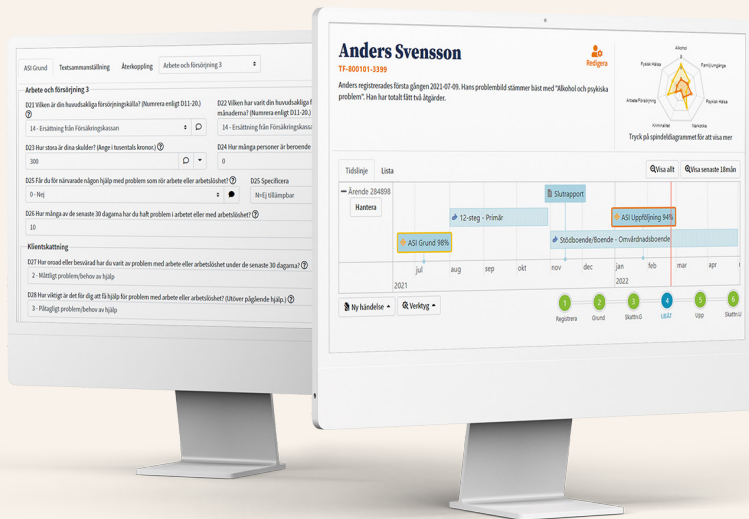 ASI Grund
Textsammanställning
Återkoppling
Arbete och försörjning 3
Arbete och försörjning 3
D21 Vilken är din huvudsakliga försörjningskälla? (Numrera enligt D11-20.)
D22 Vilken har varit din huvudsakliga f
månaderna? (Numrera enligt D11-20.)
14 - Ersättning från Försäkringskassan
14 - Ersättning från Försäkringskassa
D23 Hur stora är dina skulder? (Ange i tusentals kronor.)
D24 Hur många personer är beroende
300
0
D25 Får du för närvarade någon hjälp med problem som rör arbete eller arbetslöshet?
D25 Specificera
0 - Nej
N=Ej tillämpbar
D26 Hur många av de senaste 30 dagarna har du haft problem i arbetet eller med arbetslöshet?
10
Klientskattning
D27 Hur oroad eller besvärad har du varit av problem med arbete eller arbetslöshet under de senaste 30 dagarna?
2 - Måttligt problem/behov av hjälp
D28 Hur viktigt är det för dig att få hjälp för problem med arbete eller arbetslöshet? (Utöver pågående hjälp.)
3 - Påtagligt problem/behov av hjälp
Anders Svensson
TF-800101-3399
Redigera
Anders registrerades första gången 2021-07-09. Hans problembild stämmer bäst med "Alkohol och psykiska
problem". Han har totalt fått två åtgärder.
Alkohol
Fysisk Hälsa
Familj/umgänge
Arbete Försörjning
Psykisk Hälsa
Kriminalitet
Narkotika
Tryck på spindeldiagrammet för att visa mer
Tidslinje
Lista
Visa allt
Visa senaste 18mån
Ärende 284898
Hantera
Slutrapport
12-steg - Primär
ASI Uppföljning 94%
ASI Grund 98%
Stödboende/Boende - Omvårdnadsboende
jul
aug
sep
okt
nov
dec
jan
feb
mar
apr
2021
2022
Ny händelse
Verktyg
1
2
3
4
5
6
Registrera
Grund
Skattn.G
UBÅT
Upp
Skattn.U